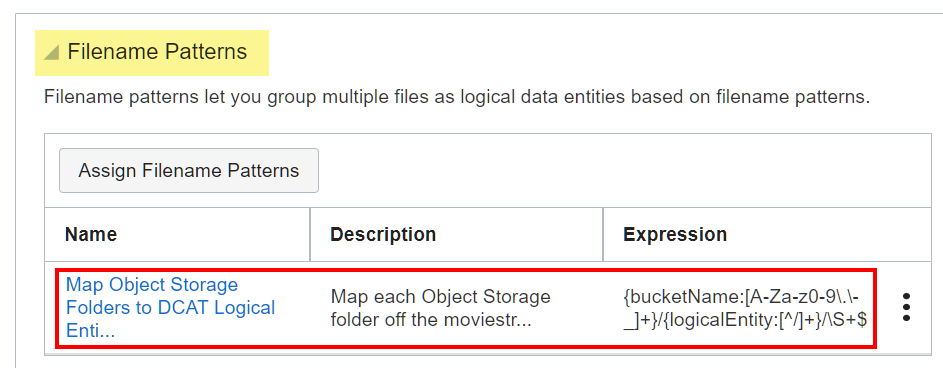 Filename Patterns
Filename patterns let you group multiple files as logical data entities based on filename patterns.
Assign Filename Patterns
Name Description Expression
Map Object Storage
Folders to DCAT Logical
Enti...
Map each Object Storage
folder off the moviestr...
{bucketName:[A-Za-z0-9\.\-
_]+}/{logicalEntity:[^/]+}/\S+$